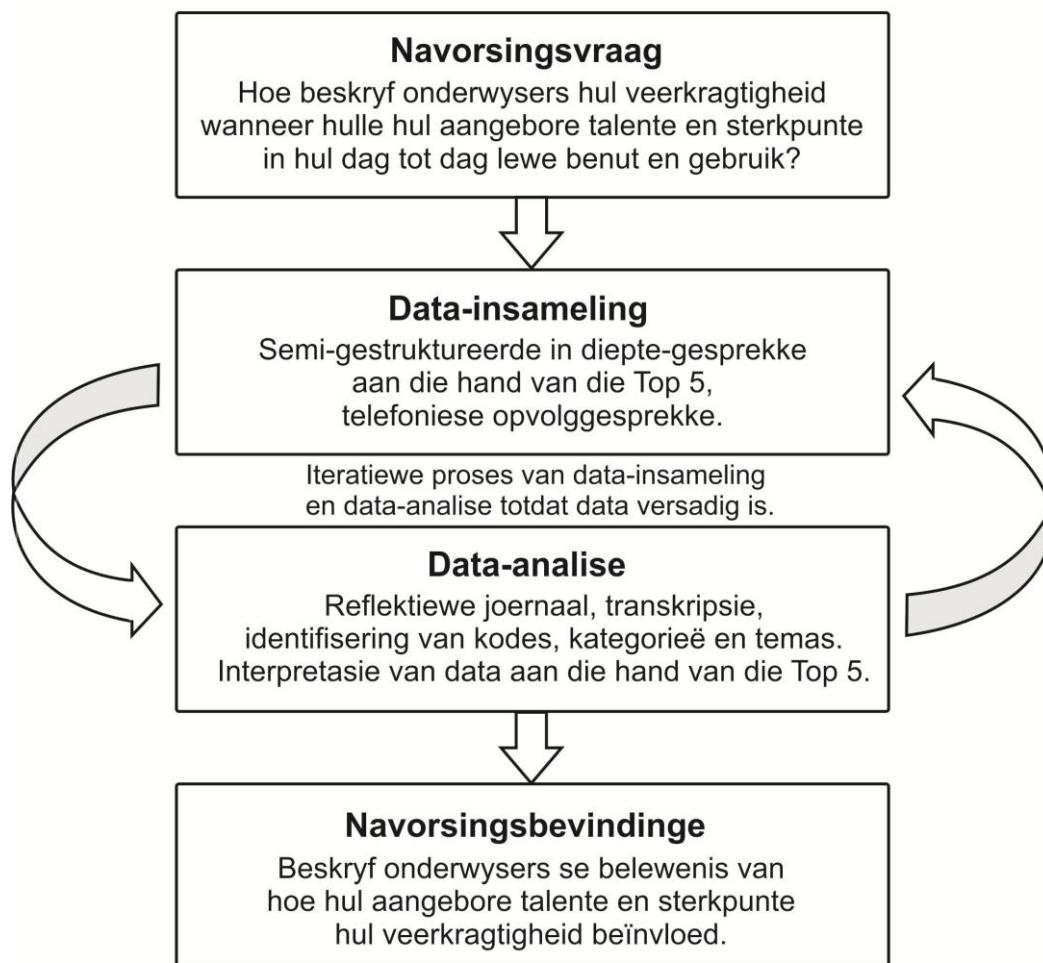 Navorsingsvraag
Hoe beskryf onderwysers hul veerkragtigheid
wanneer hulle hul aangebore talente en sterkpunte
in hul dag tot dag lewe benut en gebruik?
Data-insameling
Semi-gestruktureerde in diepte-gesprekke
aan die hand van die Top 5,
telefoniese opvolggesprekke.
Iteratiewe proses van data-insameling
en data-analise totdat data versadig is.
Data-analise
Reflektiewe joernaal, transkripsie,
identifisering van kodes, kategorieë en temas.
Interpretasie van data aan die hand van die Top 5.
Navorsingsbevindinge
Beskryf onderwysers se belewenis van
hoe hul aangebore talente en sterkpunte
hul veerkragtigheid beïnvloed.